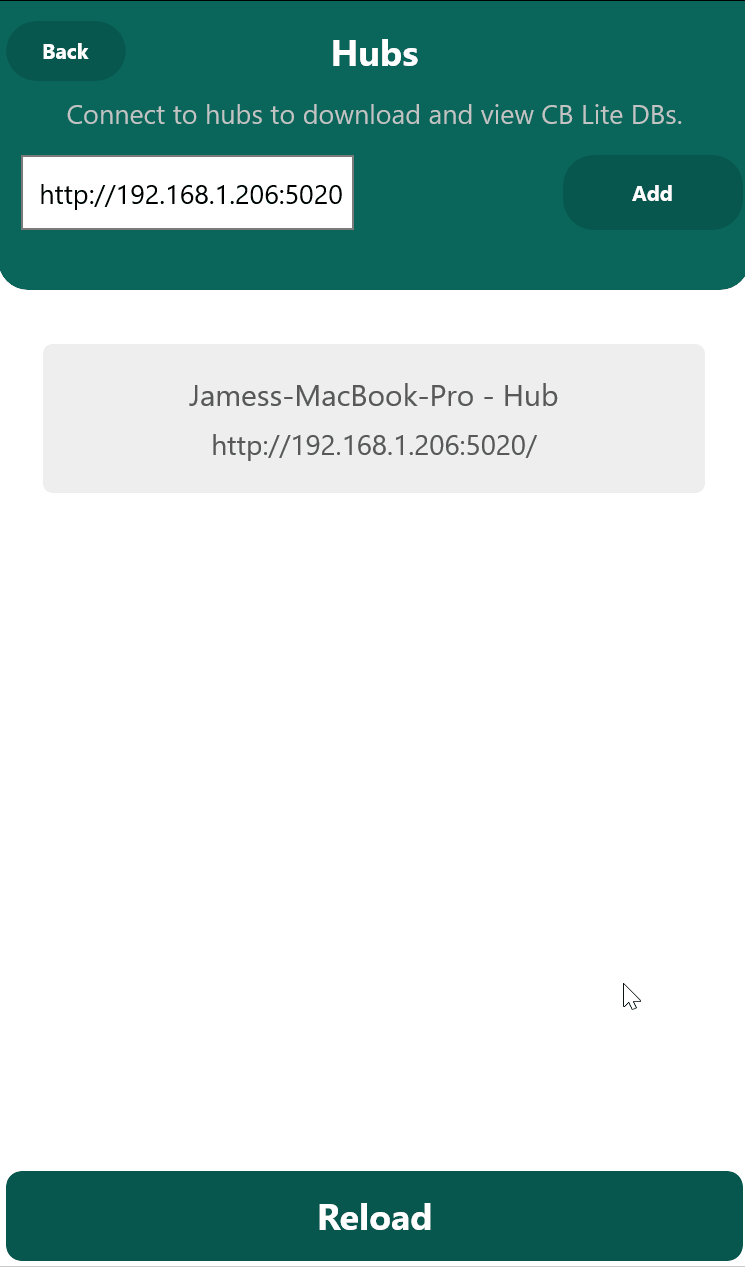 Back
Hubs
Connect to hubs to download and view CB Lite DBs.
http://192.168.1.206:5020
Add
Jamess-MacBook-Pro - Hub
http://192.168.1.206:5020/
Reload